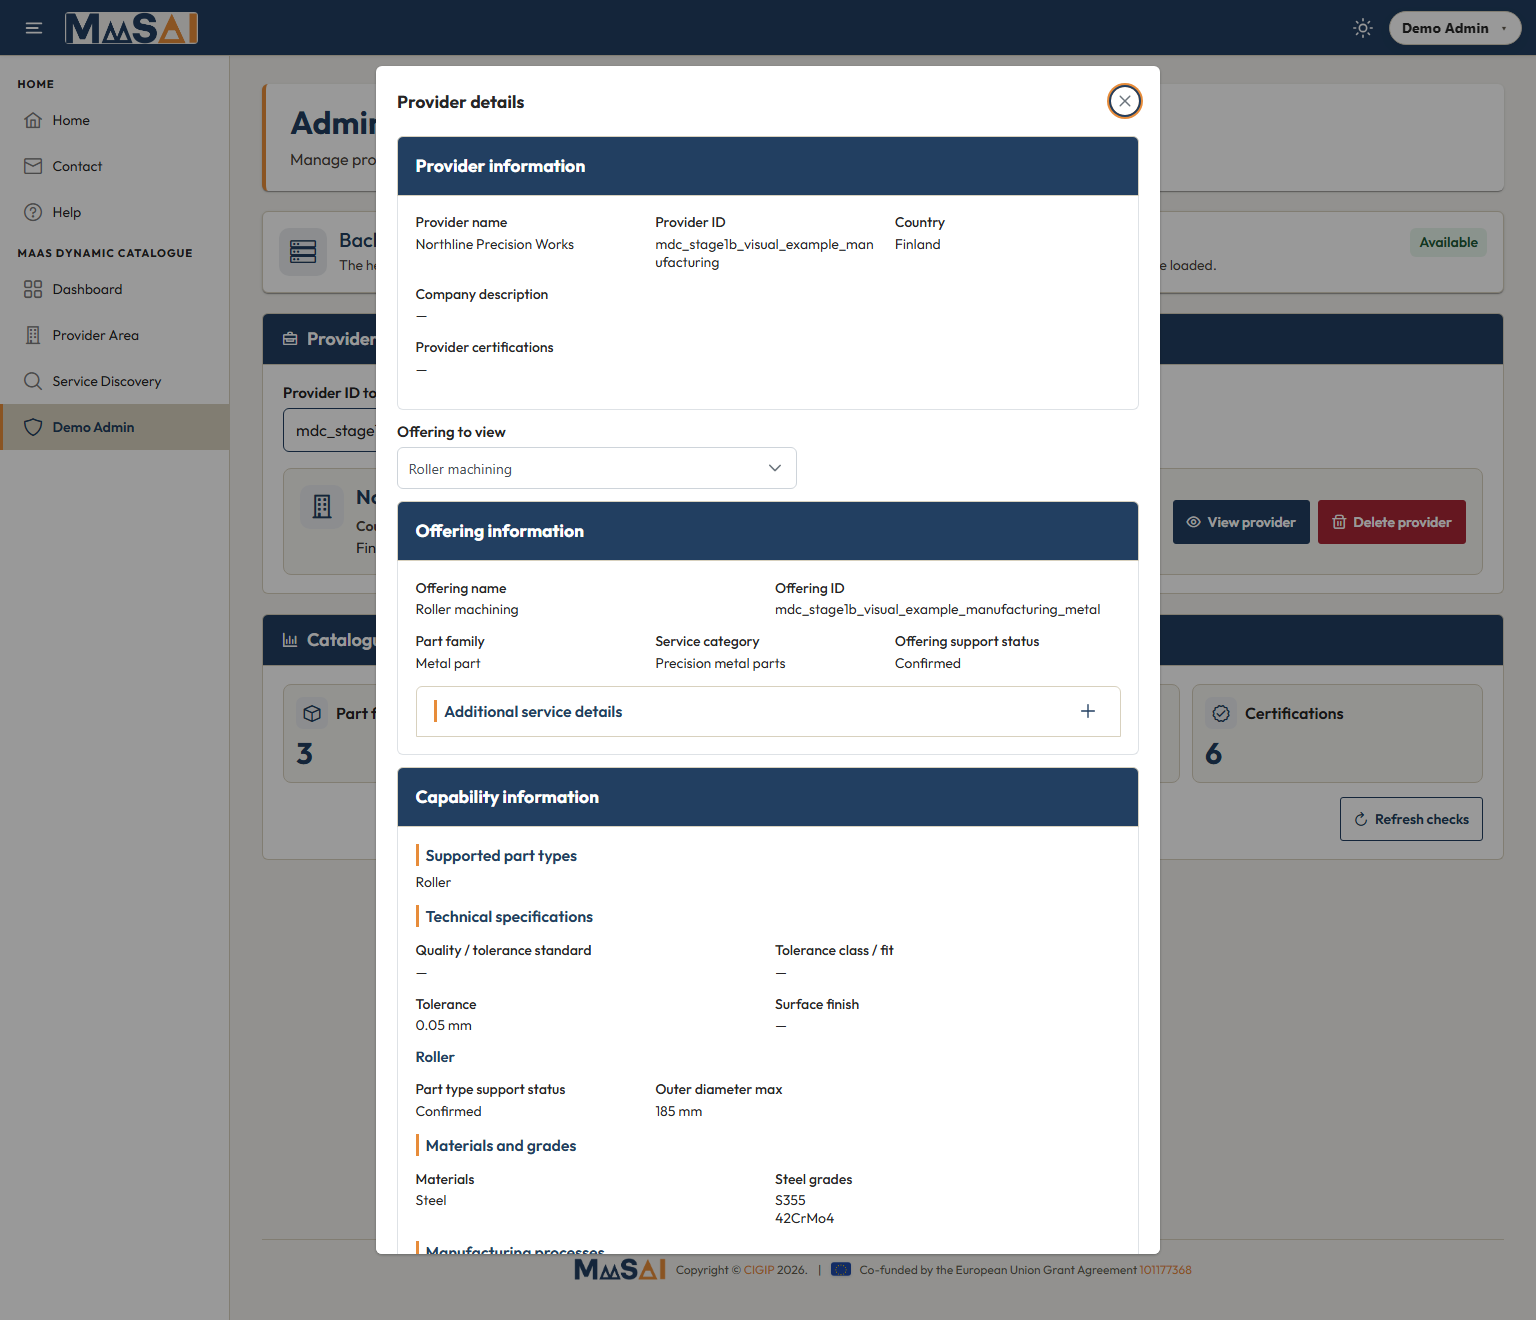 MAASAI
Demo Admin
HOME
Home
Contact
Help
MAAS DYNAMIC CATALOGUE
Dashboard
Provider Area
Service Discovery
Demo Admin
Manage pro
Available
The he
e loaded.
Provider
Provider ID to
mdc_stage1
Fin
View provider
Delete provider
Catalogu
Part f
3
Certifications
6
Refresh checks
Provider details
Provider information
Provider name
Provider ID
Country
Northline Precision Works
mdc_stage1b_visual_example_man
ufacturing
Finland
Company description
—
Provider certifications
—
Offering to view
Roller machining
Offering information
Offering name
Offering ID
Roller machining
mdc_stage1b_visual_example_manufacturing_metal
Part family
Service category
Offering support status
Metal part
Precision metal parts
Confirmed
Additional service details
Capability information
Supported part types
Roller
Technical specifications
Quality / tolerance standard
Tolerance class / fit
—
—
Tolerance
Surface finish
0.05 mm
—
Roller
Part type support status
Outer diameter max
Confirmed
185 mm
Materials and grades
Materials
Steel grades
Steel
S355
42CrMo4
Manufacturing processes
MAASAI
Copyright © CIGIP 2026. | Co-funded by the European Union Grant Agreement 101177368